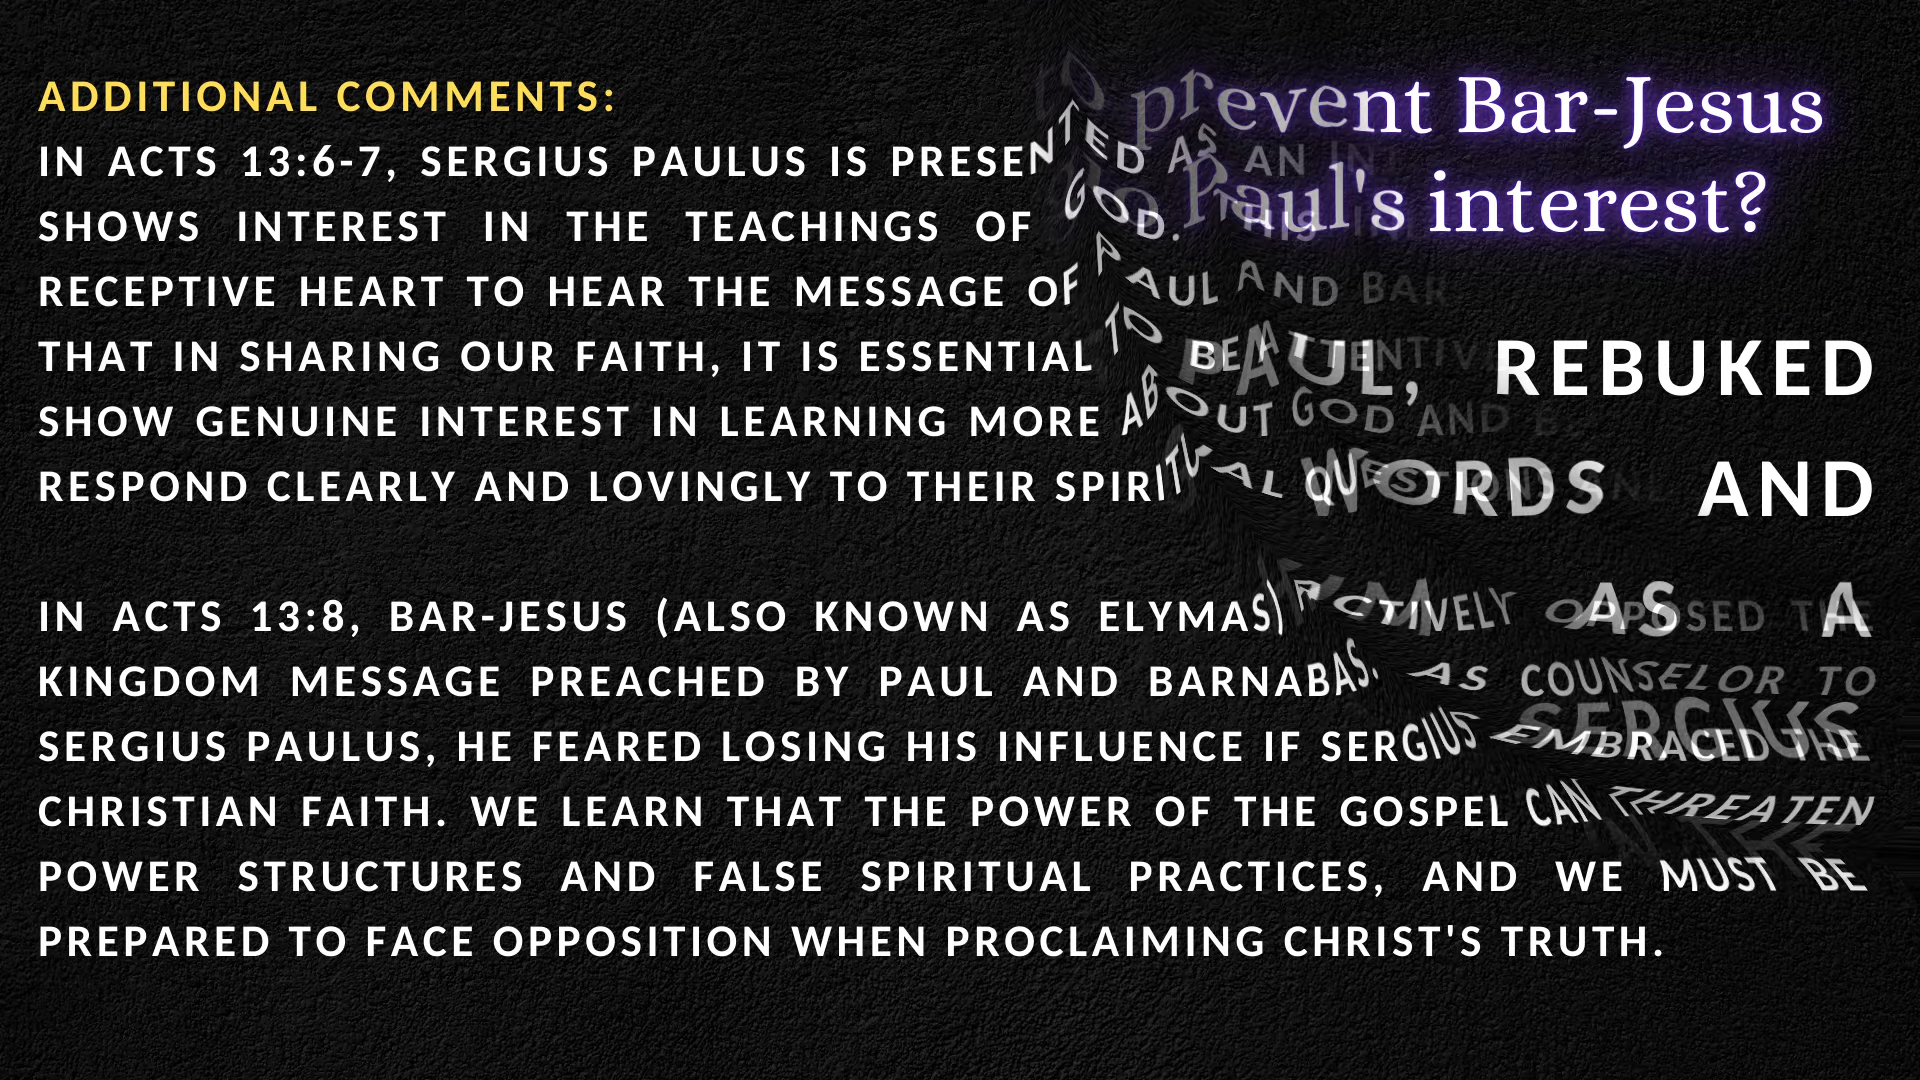 ADDITIONAL COMMENTS:
prevent Bar-Jesus
Paul's interest?
IN ACTS 13:6-7, SERGIUS PAULUS IS PRESENTED AS AN
SHOWS INTEREST IN THE TEACHINGS OF GOD. THIS
RECEPTIVE HEART TO HEAR THE MESSAGE OF PAUL AND BAR
THAT IN SHARING OUR FAITH, IT IS ESSENTIAL TO BE
SHOW GENUINE INTEREST IN LEARNING MORE ABOUT GOD AND
RESPOND CLEARLY AND LOVINGLY TO THEIR SPIRITUAL QUESTIONS
PAUL, REBUKED
WORDS AND
AS A
SERGIUS
IN ACTS 13:8, BAR-JESUS (ALSO KNOWN AS ELYMAS) ACTIVELY OPPOSED THE
KINGDOM MESSAGE PREACHED BY PAUL AND BARNABAS. AS COUNSELOR TO
SERGIUS PAULUS, HE FEARED LOSING HIS INFLUENCE IF SERGIUS EMBRACED THE
CHRISTIAN FAITH. WE LEARN THAT THE POWER OF THE GOSPEL CAN THREATEN
POWER STRUCTURES AND FALSE SPIRITUAL PRACTICES, AND WE MUST BE
PREPARED TO FACE OPPOSITION WHEN PROCLAIMING CHRIST'S TRUTH.